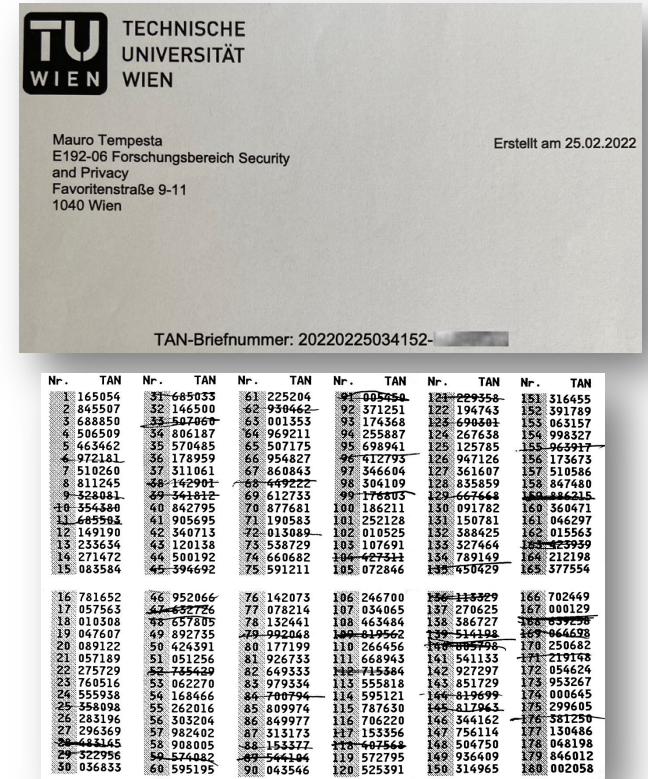 TU
WIEN
TECHNISCHE
UNIVERSITÄT
WIEN
Mauro Tempesta
E192-06 Forschungsbereich Security
and Privacy
Favoritenstraße 9-11
1040 Wien
Erstellt am 25.02.2022
TAN-Briefnummer: 20220225034152-
Nr. TAN Nr. TAN Nr. TAN Nr. TAN Nr. TAN Nr. TAN
1 165054 31 685033 61 225204 91 005450 121 229358 151 316455
2 845507 32 146500 62 930462 92 371251 122 194743 152 391789
3 688850 33 507060 63 001353 93 174368 123 690301 153 063157
4 506509 34 806187 64 969211 94 255887 124 267638 154 998327
5 463462 35 570485 65 507175 95 698941 125 125785 155 963917
6 972181 36 178959 66 954827 96 412793 126 947126 156 173673
7 510260 37 311061 67 860843 97 346604 127 361607 157 510586
8 811245 38 142901 68 449222 98 304109 128 835859 158 847480
9 328081 39 341812 69 612733 99 176803 129 667668 159 886215
10 354380 40 842795 70 877681 100 186211 130 091782 160 360471
11 685503 41 905695 71 190583 101 252128 131 150781 161 046297
12 149190 42 340713 72 013089 102 010525 132 388425 162 015563
13 233634 43 120138 73 538729 103 107691 133 327464 163 423939
14 271472 44 500192 74 660682 104 427311 134 789149 164 212198
15 083584 45 394692 75 591211 105 072846 135 450429 165 377554
16 781652 46 952066 76 142073 106 246700 136 113329 166 702449
17 057563 47 632726 77 078214 107 034065 137 270625 167 000129
18 010308 48 657805 78 132441 108 463484 138 386727 168 839256
19 047607 49 892735 79 992048 109 819562 139 514198 169 064698
20 089122 50 424391 80 177199 110 266456 140 805798 170 250682
21 057189 51 051256 81 926733 111 668943 141 541133 171 219148
22 075729 52 735429 82 649333 112 715384 142 927297 172 054624
23 760516 53 062270 83 979334 113 555818 143 851729 173 953267
24 555938 54 168466 84 700794 114 595121 144 819699 174 000645
25 358098 55 262016 85 809974 115 787630 145 817963 175 299605
26 283196 56 303204 86 849977 116 706220 146 344162 176 381250
27 296369 57 982402 87 313173 117 153356 147 756114 177 130486
28 483145 58 908005 88 153377 118 407568 148 504750 178 048198
29 322956 59 574082 89 544104 119 572795 149 936409 179 846012
30 036833 60 595195 90 043546 120 525391 150 314965 180 002058